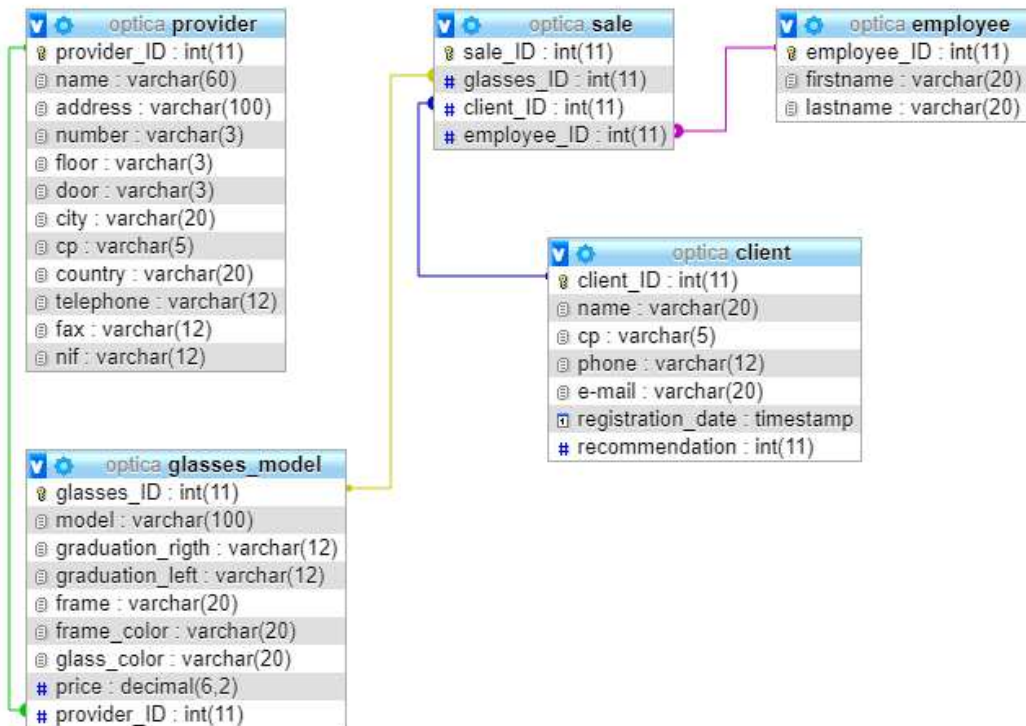 optica provider
provider_ID : int(11)
name : varchar(60)
address : varchar(100)
number : varchar(3)
floor : varchar(3)
door : varchar(3)
city : varchar(20)
cp : varchar(5)
country : varchar(20)
telephone : varchar(12)
fax : varchar(12)
nif : varchar(12)
optica sale
sale_ID : int(11)
# glasses_ID : int(11)
# client_ID : int(11)
# employee_ID : int(11)
optica employee
employee_ID : int(11)
firstname : varchar(20)
lastname : varchar(20)
optica client
client_ID : int(11)
name : varchar(20)
cp : varchar(5)
phone : varchar(12)
e-mail : varchar(20)
registration_date : timestamp
# recommendation : int(11)
optica glasses_model
glasses_ID : int(11)
model : varchar(100)
graduation_rigth : varchar(12)
graduation_left : varchar(12)
frame : varchar(20)
frame_color : varchar(20)
glass_color : varchar(20)
# price : decimal(6,2)
# provider_ID : int(11)